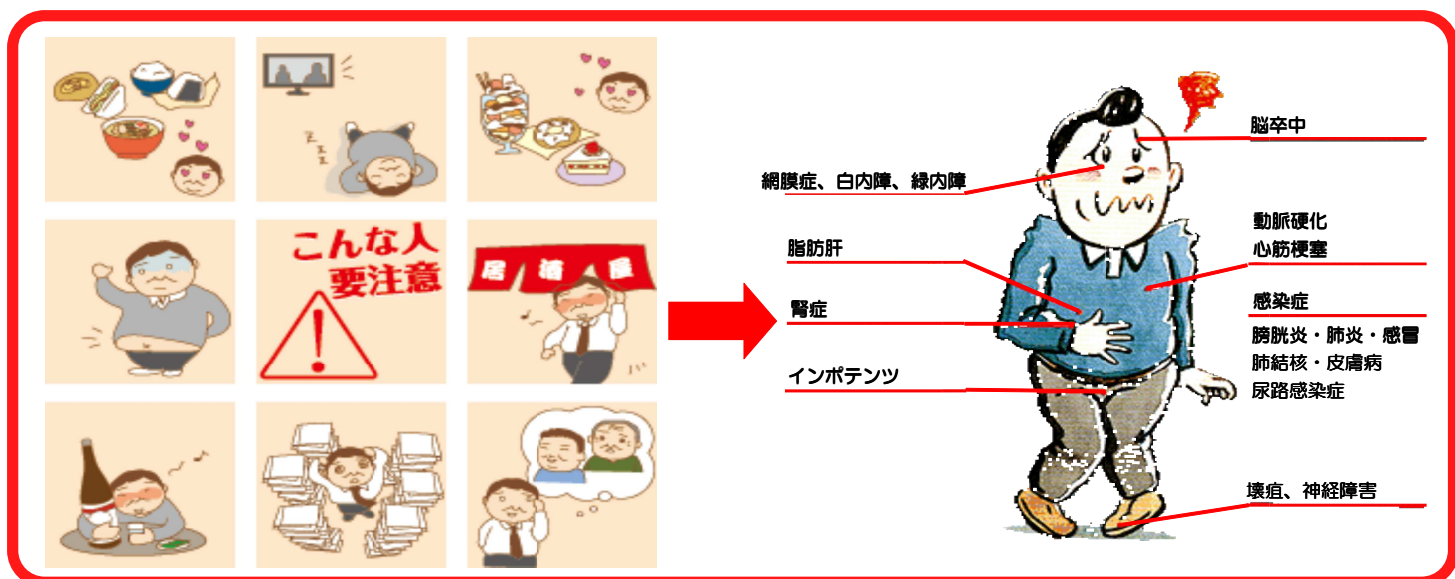 こんな人
要注意
居酒屋
zzz
脳卒中
網膜症、白内障、緑内障
動脈硬化
心筋梗塞
脂肪肝
腎症
感染症
膀胱炎・肺炎・感冒
肺結核・皮膚病
尿路感染症
インポテンツ
壊疽、神経障害